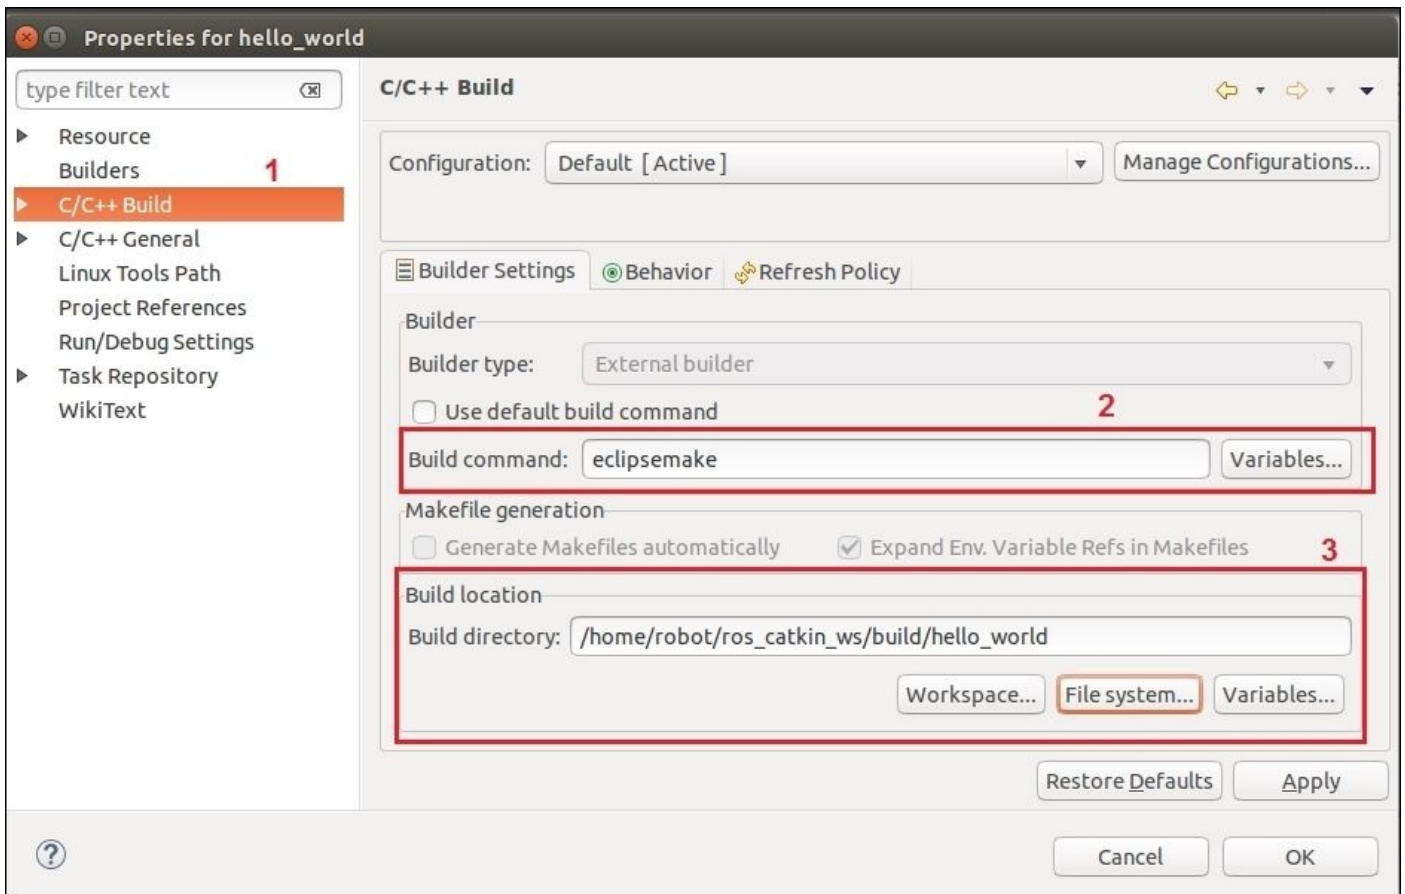 Properties for hello_world
type filter text
Resource
Builders
1
C/C++ Build
C/C++ General
Linux Tools Path
Project References
Run/Debug Settings
Task Repository
WikiText
C/C++ Build
Configuration: Default [ Active ] Manage Configurations...
Builder Settings Behavior Refresh Policy
Builder
Builder type: External builder
Use default build command
2
Build command: eclipsemake Variables...
Makefile generation
Generate Makefiles automatically Expand Env. Variable Refs in Makefiles
3
Build location
Build directory: /home/robot/ros_catkin_ws/build/hello_world
Workspace... File system... Variables...
Restore Defaults Apply
? Cancel OK